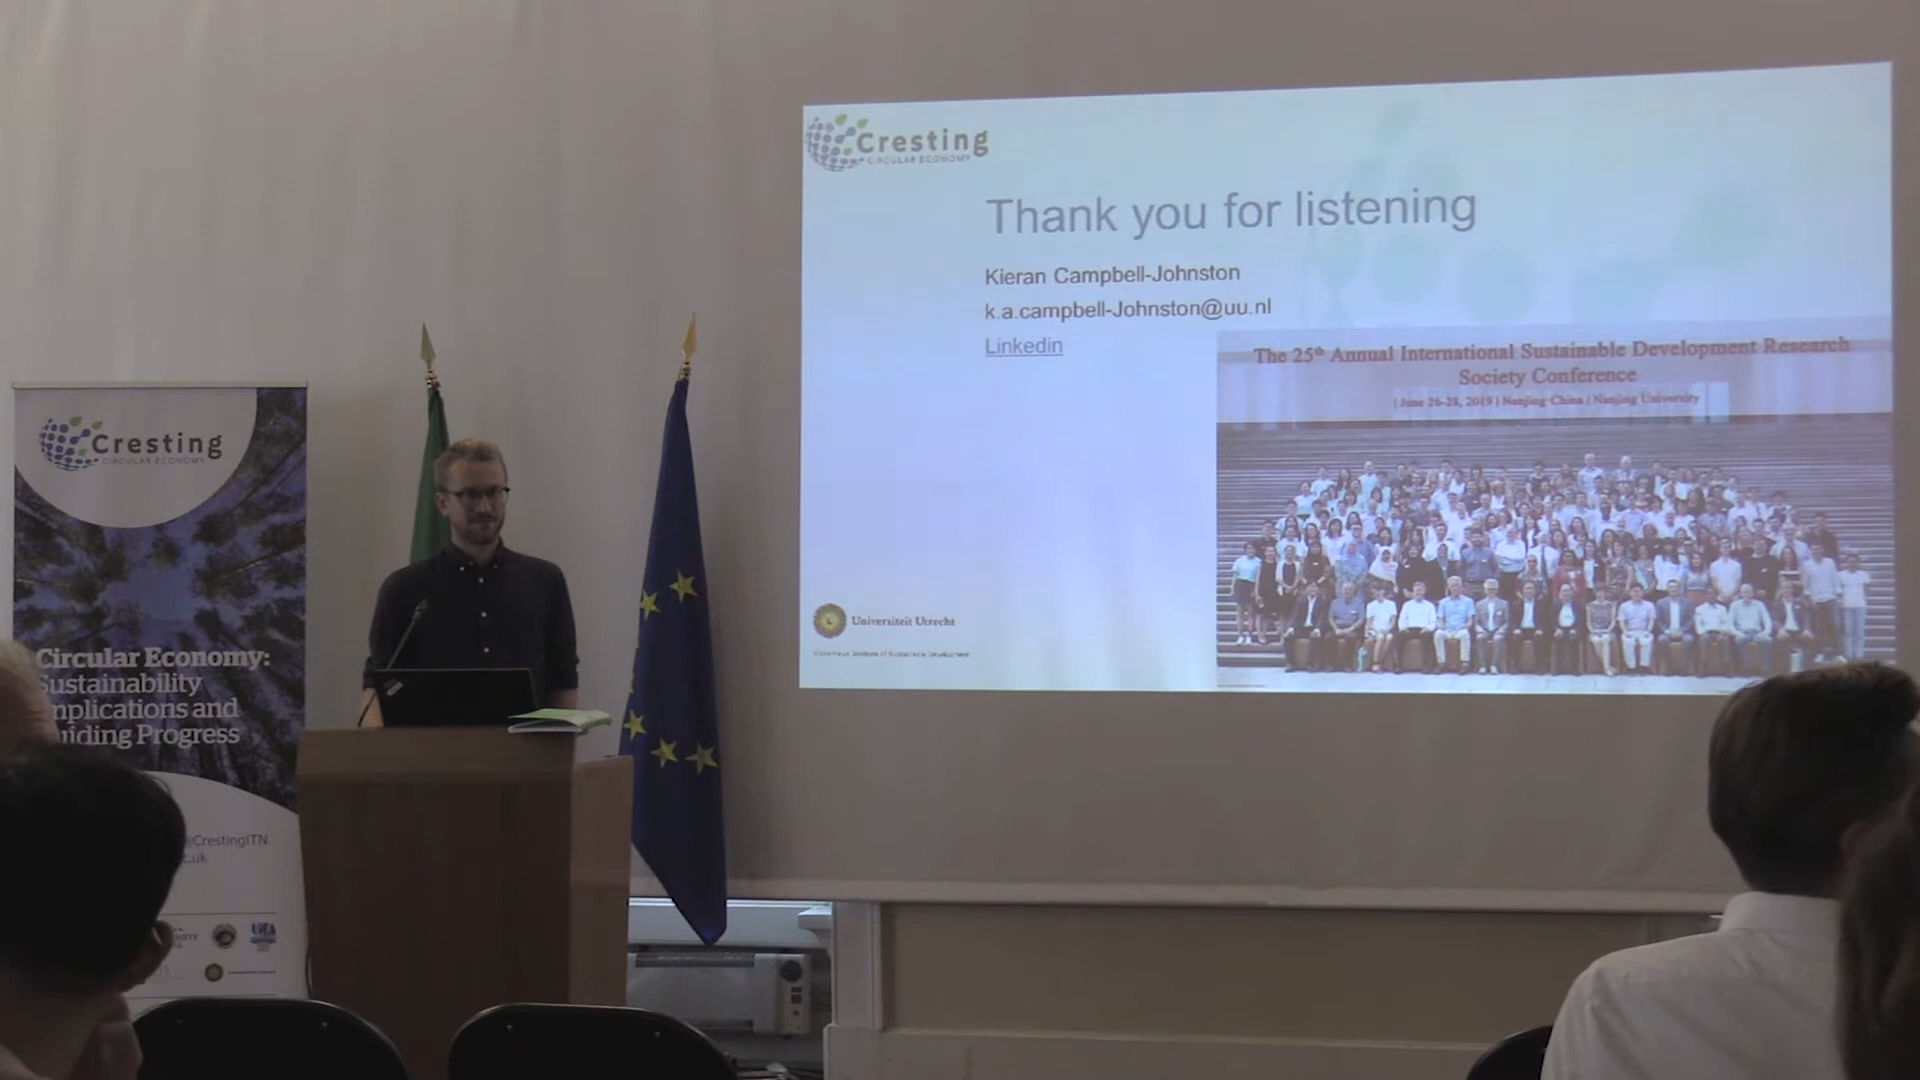 Cresting
CIRCULAR ECONOMY
Thank you for listening
Kieran Campbell-Johnston
k.a.campbell-Johnston@uu.nl
Linkedin
The 25th Annual International Sustainable Development Research
Society Conference
| June 26-28, 2019 | Nanjing China | Nanjing University
Universiteit Utrecht
Cresting
CIRCULAR ECONOMY
Circular Economy:
Sustainability
mplications and
uiding Progress
@CrestingITN
c.uk